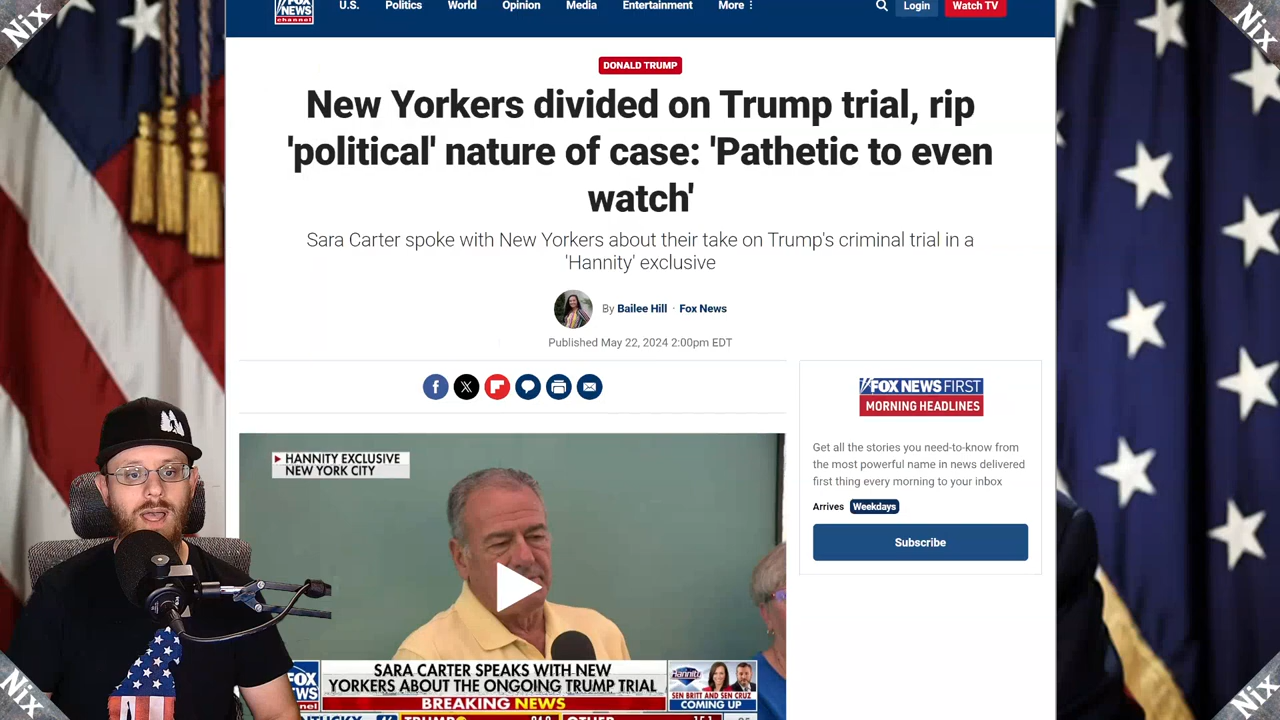 Nix
Nix
FOX
NEWS
channel
U.S.
Politics
World
Opinion
Media
Entertainment
More
Login
Watch TV
DONALD TRUMP
New Yorkers divided on Trump trial, rip
'political' nature of case: 'Pathetic to even
watch'
Sara Carter spoke with New Yorkers about their take on Trump's criminal trial in a
'Hannity' exclusive
By Bailee Hill · Fox News
Published May 22, 2024 2:00pm EDT
f
X
FOX NEWS FIRST
MORNING HEADLINES
Get all the stories you need-to-know from
the most powerful name in news delivered
first thing every morning to your inbox
Arrives Weekdays
Subscribe
HANNITY EXCLUSIVE
NEW YORK CITY
FOX
NEWS
channel
SARA CARTER SPEAKS WITH NEW
YORKERS ABOUT THE ONGOING TRUMP TRIAL
BREAKING NEWS
Hannity
SEN BRITT AND SEN CRUZ
COMING UP
Nix
Nix